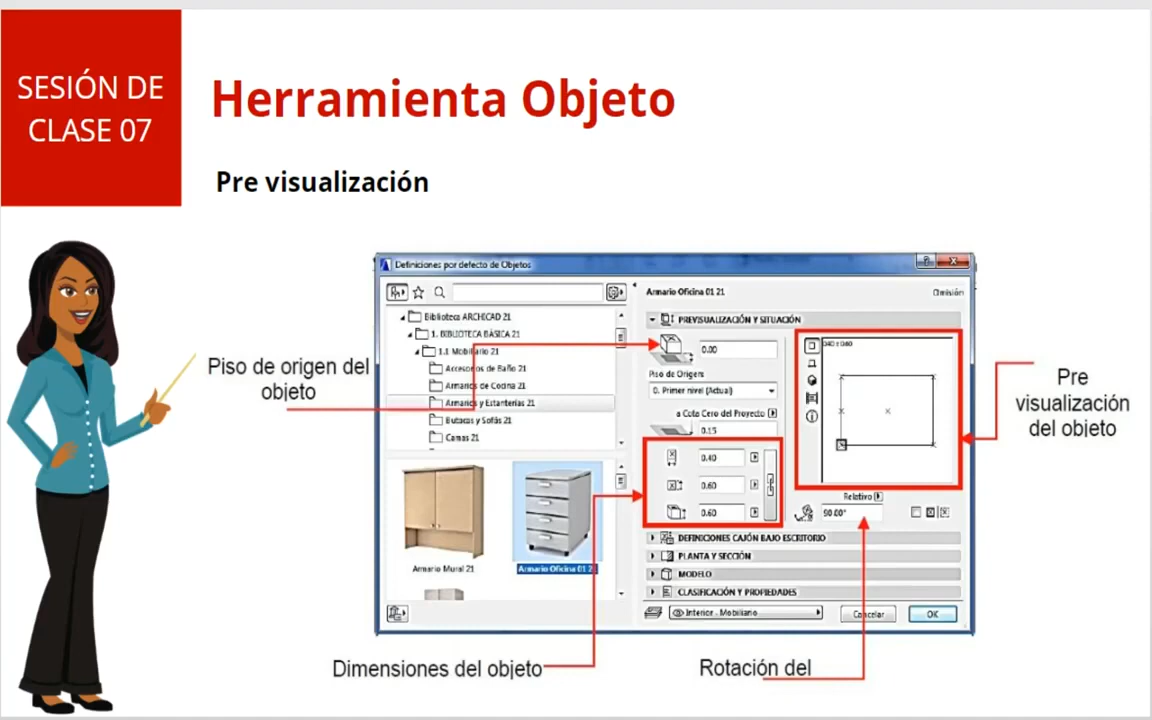 SESIÓN DE
CLASE 07
Herramienta Objeto
Pre visualización
Definiciones por defecto de Objetos
Armario Oficina 01 21
Omisión
Biblioteca ARCHICAD 21
1. BIBLIOTECA BÁSICA 21
1.1 Mobiliario 21
Accesorios de Baño 21
Armarios de Cocina 21
Armarios y Estanterías 21
Butacas y Sofás 21
Camas 21
Armario Mural 21
Armario Oficina 01 2
PREVISUALIZACIÓN Y SITUACIÓN
0.00
Piso de Origen:
0. Primer nivel (Actual)
a Cota Cero del Proyecto
0.15
0.40
0.60
0.60
Relativo
90.00°
DEFINICIONES CAJÓN BAJO ESCRITORIO
PLANTA Y SECCIÓN
MODELO
CLASIFICACIÓN Y PROPIEDADES
Interior - Mobiliario
Cancelar
OK
Piso de origen del
objeto
Pre
visualización
del objeto
Dimensiones del objeto
Rotación del